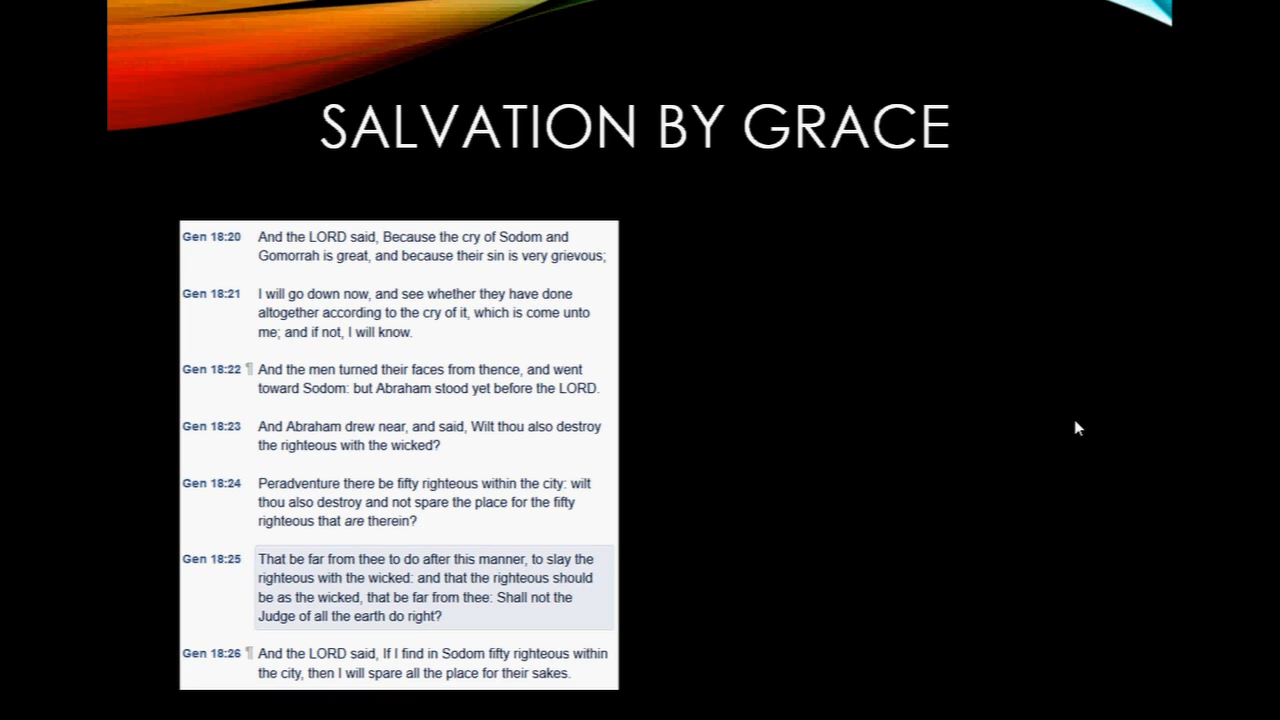 SALVATION BY GRACE
Gen 18:20 And the LORD said, Because the cry of Sodom and
Gomorrah is great, and because their sin is very grievous;
Gen 18:21 I will go down now, and see whether they have done
altogether according to the cry of it, which is come unto
me; and if not, I will know.
Gen 18:22 ¶ And the men turned their faces from thence, and went
toward Sodom: but Abraham stood yet before the LORD.
Gen 18:23 And Abraham drew near, and said, Wilt thou also destroy
the righteous with the wicked?
Gen 18:24 Peradventure there be fifty righteous within the city: wilt
thou also destroy and not spare the place for the fifty
righteous that are therein?
Gen 18:25 That be far from thee to do after this manner, to slay the
righteous with the wicked: and that the righteous should
be as the wicked, that be far from thee: Shall not the
Judge of all the earth do right?
Gen 18:26 ¶ And the LORD said, If I find in Sodom fifty righteous within
the city, then I will spare all the place for their sakes.